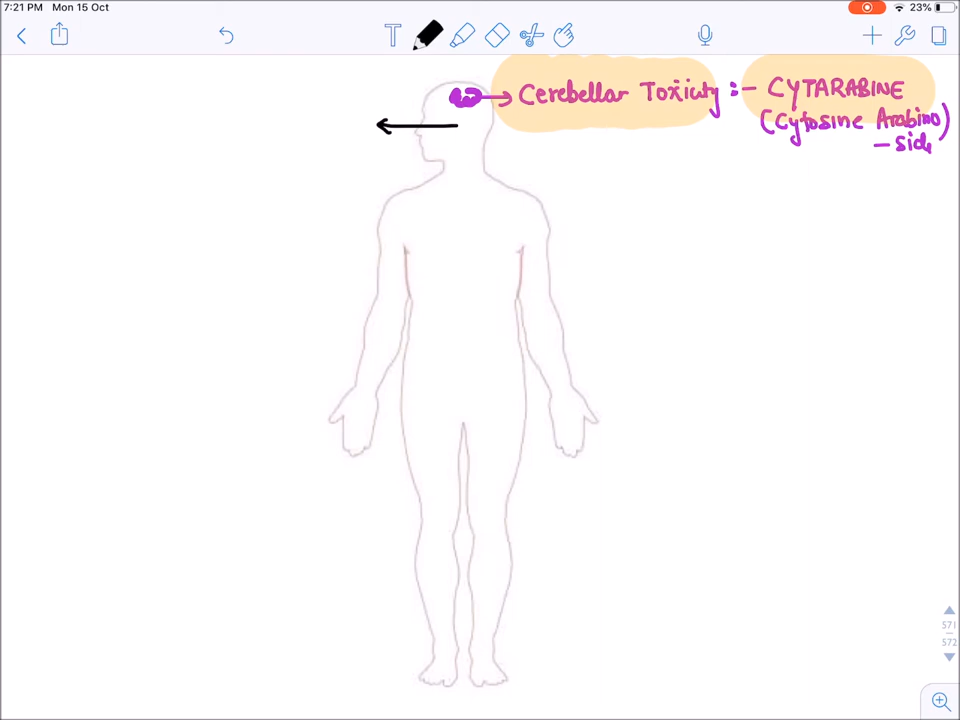 7:21 PM Mon 15 Oct
23%
T
Cerebellar Toxicity :- CYTARABINE
(Cytosine Arabino)
- side
571
572